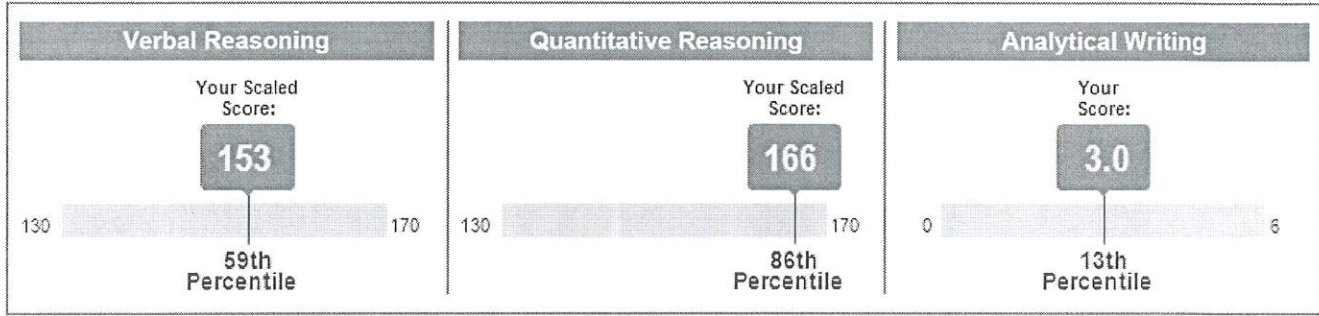 Verbal Reasoning
Your Scaled
Score:
153
130
170
59th
Percentile
Quantitative Reasoning
Your Scaled
Score:
166
130
170
86th
Percentile
Analytical Writing
Your
Score:
3.0
0
6
13th
Percentile